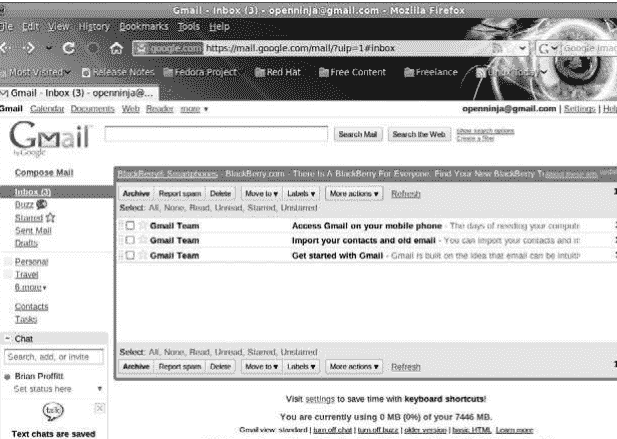 Gmail - Inbox (3) - openninja@gmail.com - Mozilla Firefox
Edit View History Bookmarks Tools Help
google.com https://mail.google.com/mail/?ulp=1#inbox
Most Visited Release Notes Fedora Project Red Hat Free Content Freelance Linux Today
Gmail - Inbox (3) - openninja@...
Gmail Calendar Documents Web Reader more ▾ openninja@gmail.com | Settings |
Gmail Search Mail Search the Web Show search options
by Google Create a filter
Compose Mail
BlackBerry® Smartphones - BlackBerry.com - There Is A BlackBerry For Everyone. Find Your New BlackBerry
Inbox (3)
Archive Report spam Delete Move to ▾ Labels ▾ More actions ▾ Refresh
Buzz
Select: All, None, Read, Unread, Starred, Unstarred
Starred
Gmail Team Access Gmail on your mobile phone - The days of needing your compute
Sent Mail
Gmail Team Import your contacts and old email - You can import your contacts and
Drafts
Gmail Team Get started with Gmail - Gmail is built on the idea that email can be intuitiv
Personal
Travel
6 more ▾
Contacts
Tasks
– Chat
Search, add, or invite
Select: All, None, Read, Unread, Starred, Unstarred
Archive Report spam Delete Move to ▾ Labels ▾ More actions ▾ Refresh
Brian Proffitt
Set status here
Visit settings to save time with keyboard shortcuts!
talk
You are currently using 0 MB (0%) of your 7446 MB.
Text chats are saved
Gmail view: standard | turn off chat | turn off buzz | older version | basic HTML Learn more